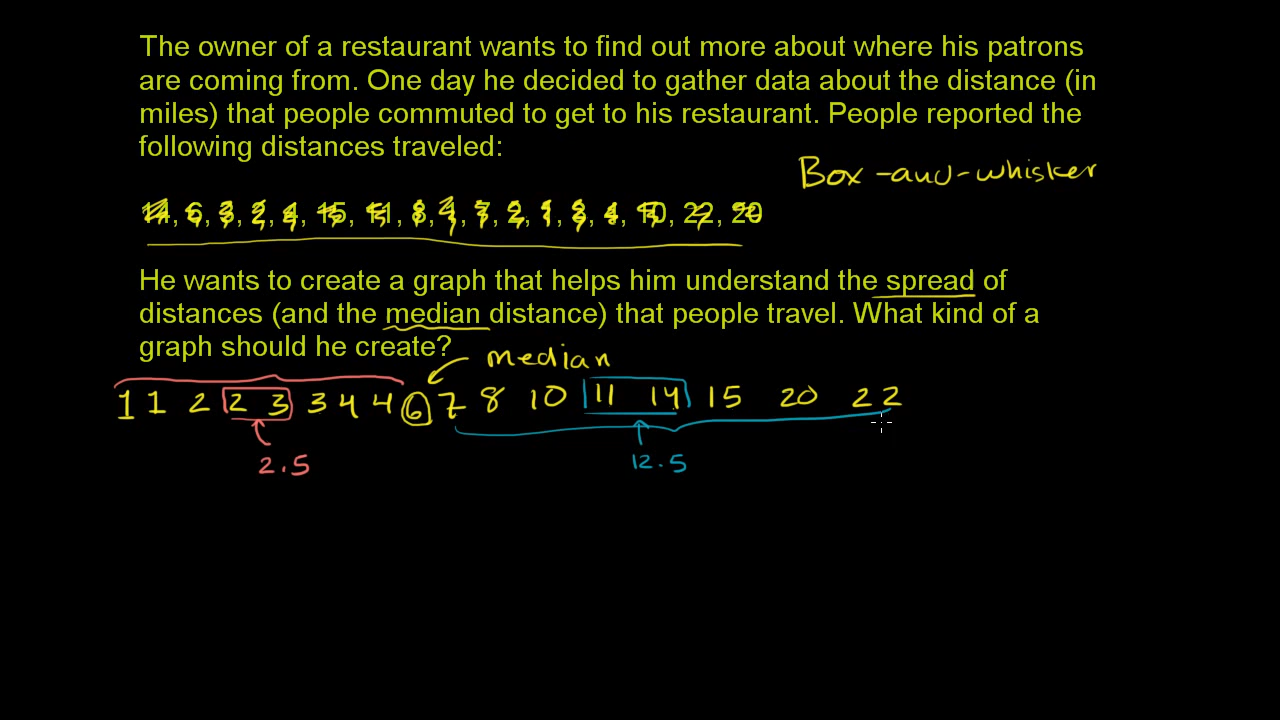 The owner of a restaurant wants to find out more about where his patrons
are coming from. One day he decided to gather data about the distance (in
miles) that people commuted to get to his restaurant. People reported the
following distances traveled:
Box-and-whisker
14, 6, 3, 2, 4, 15, 11, 8, 1, 7, 2, 1, 3, 4, 10, 22, 20
He wants to create a graph that helps him understand the spread of
distances (and the median distance) that people travel. What kind of a
graph should he create?
median
1 1 2 2 3 3 4 4 6 7 8 10 11 14 15 20 22
2.5
12.5